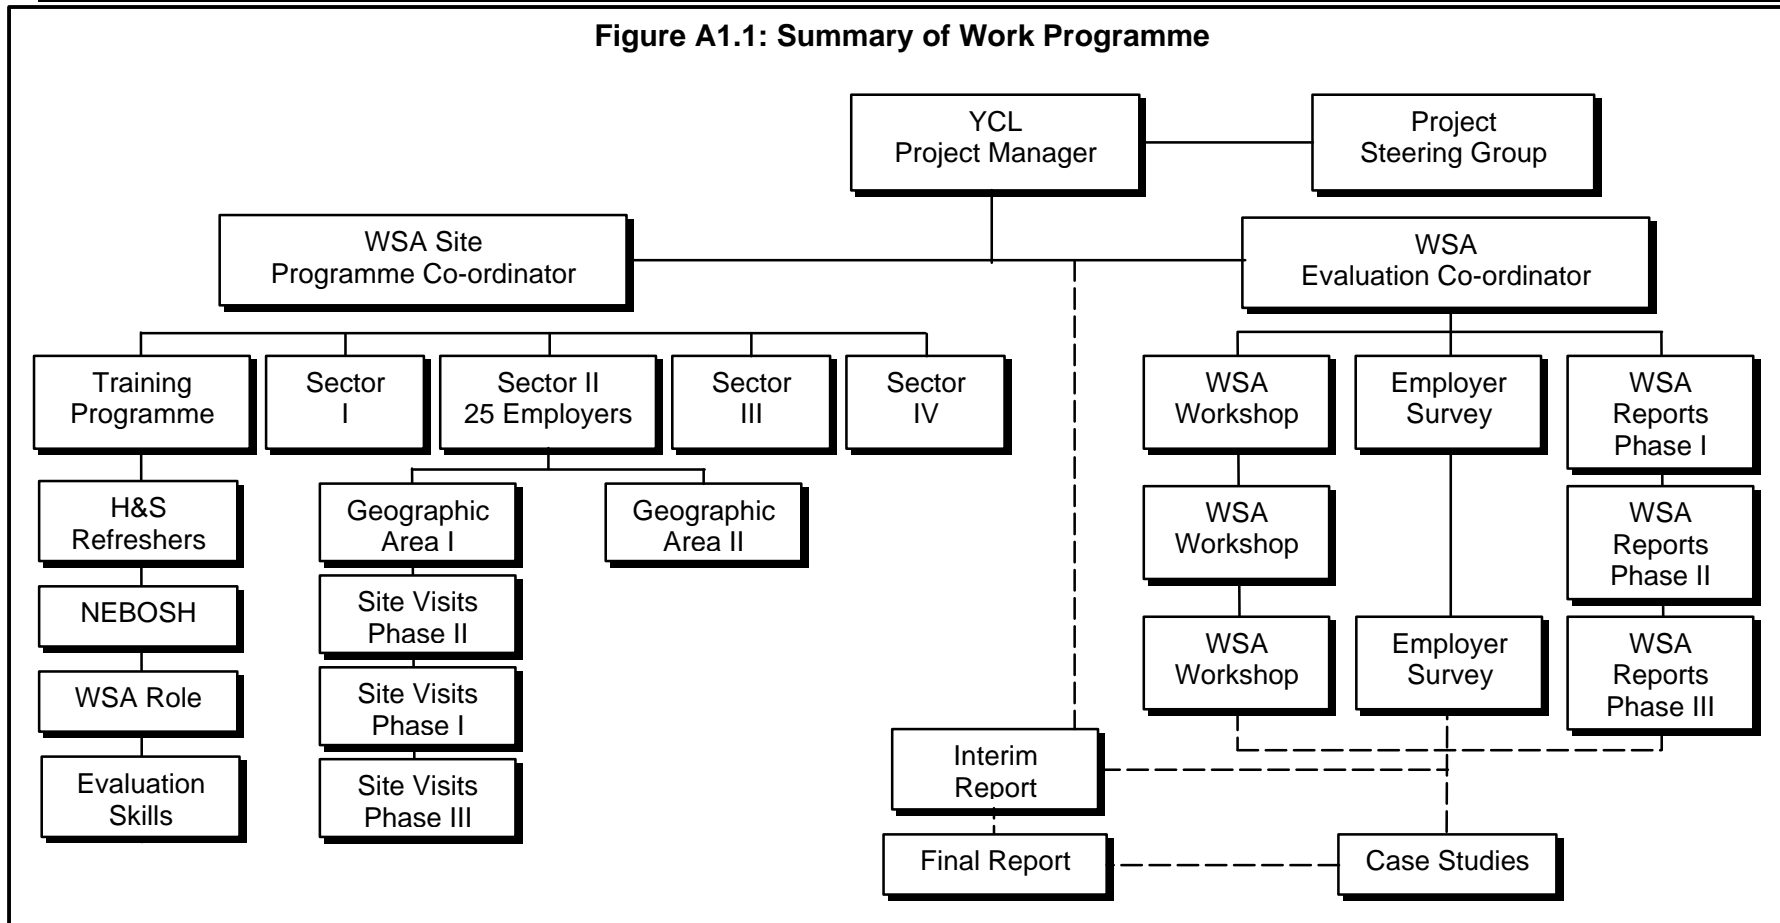 Figure A1.1: Summary of Work Programme
YCL
Project Manager
Project
Steering Group
WSA Site
Programme Co-ordinator
WSA
Evaluation Co-ordinator
Training
Programme
Sector
I
Sector II
25 Employers
Sector
III
Sector
IV
WSA
Workshop
Employer
Survey
WSA
Reports
Phase I
H&S
Refreshers
Geographic
Area I
Geographic
Area II
WSA
Workshop
WSA
Reports
Phase II
NEBOSH
Site Visits
Phase II
WSA
Workshop
Employer
Survey
WSA
Reports
Phase III
WSA Role
Site Visits
Phase I
Evaluation
Skills
Site Visits
Phase III
Interim
Report
Final Report
Case Studies